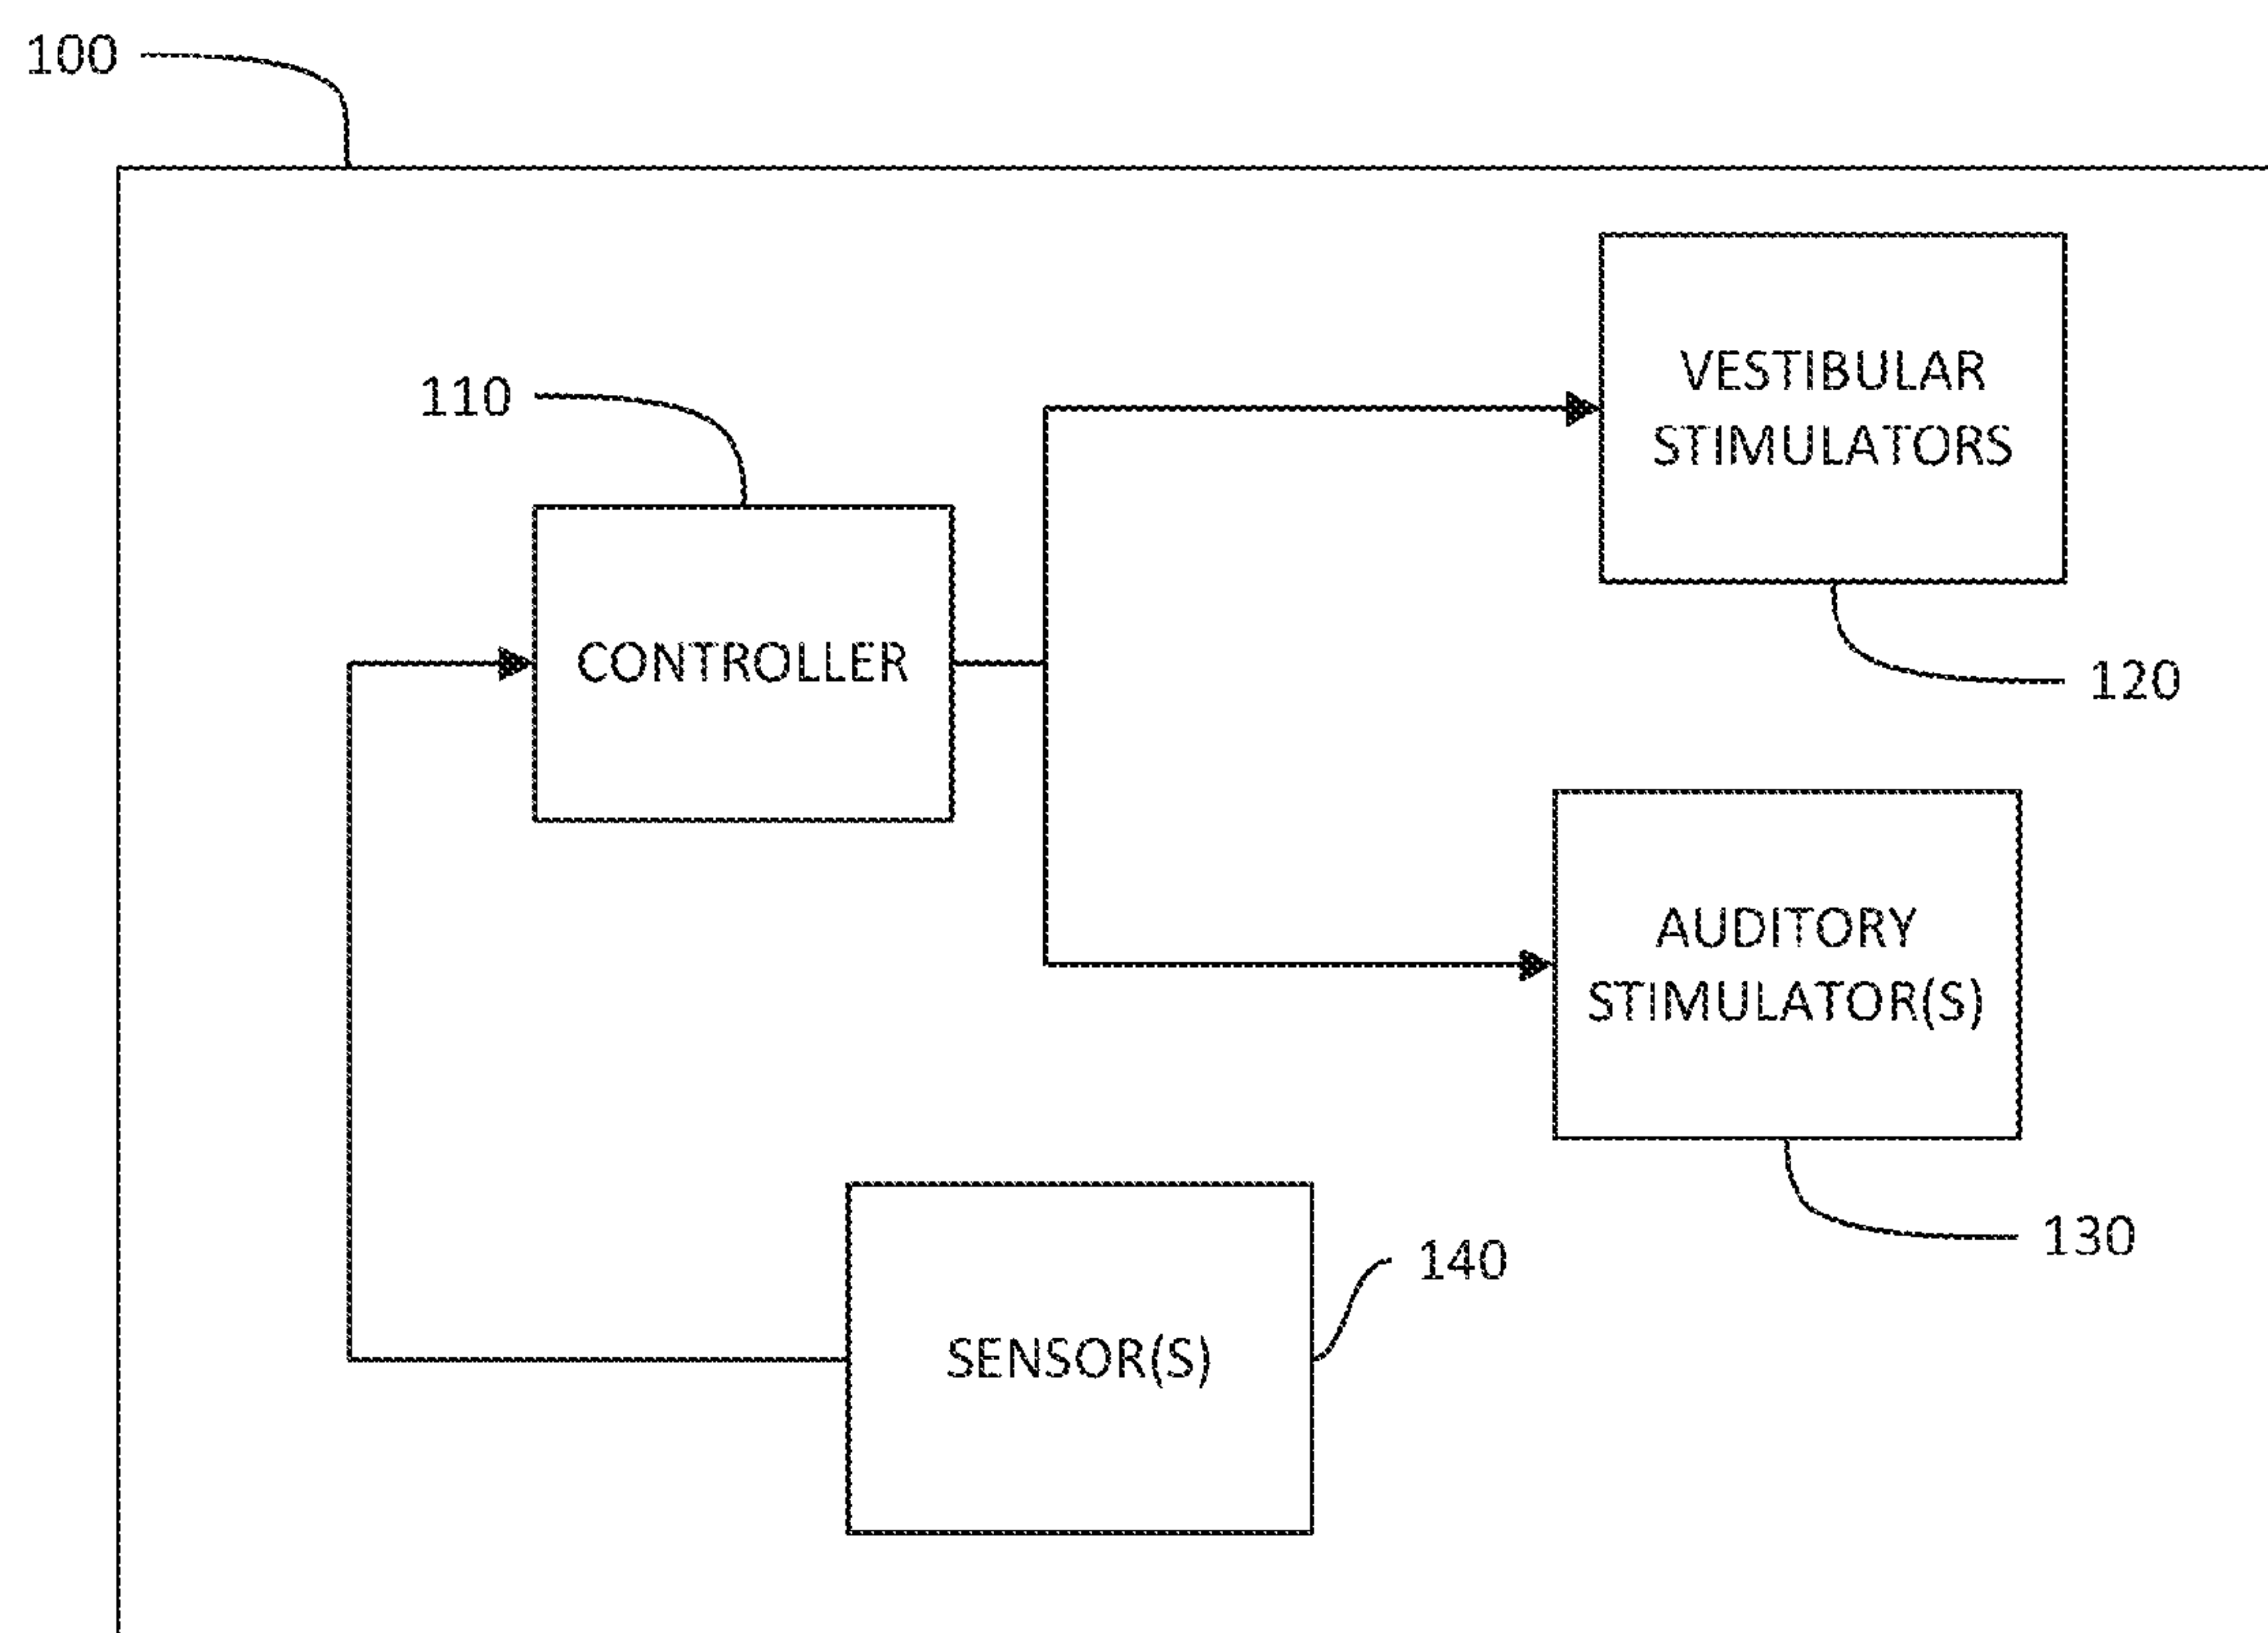 100
110
VESTIBULAR
STIMULATORS
CONTROLLER
120
AUDITORY
STIMULATOR(S)
130
140
SENSOR(S)